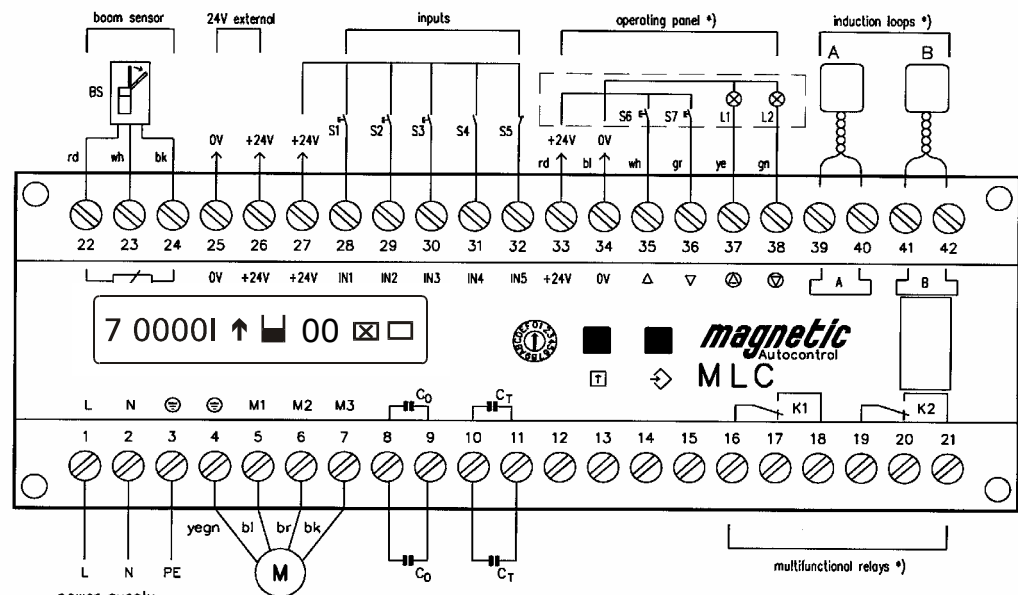 boom sensor 24V external inputs operating panel *) induction loops *)
A B
BS
S1 S2 S3 S4 S5 S6 S7 L1 L2
0V +24V +24V +24V 0V
rd wh bk rd bl wh gr ye gn
22 23 24 25 26 27 28 29 30 31 32 33 34 35 36 37 38 39 40 41 42
0V +24V +24V IN1 IN2 IN3 IN4 IN5 +24V 0V △ ▽ A B
7 0000I ↑ 00
0123456789ABCDEF
magnetic
Autocontrol
MLC
L N M1 M2 M3 C0 CT K1 K2
1 2 3 4 5 6 7 8 9 10 11 12 13 14 15 16 17 18 19 20 21
yegn bl br bk
L N PE M C0 CT
multifunctional relays *)
power supply